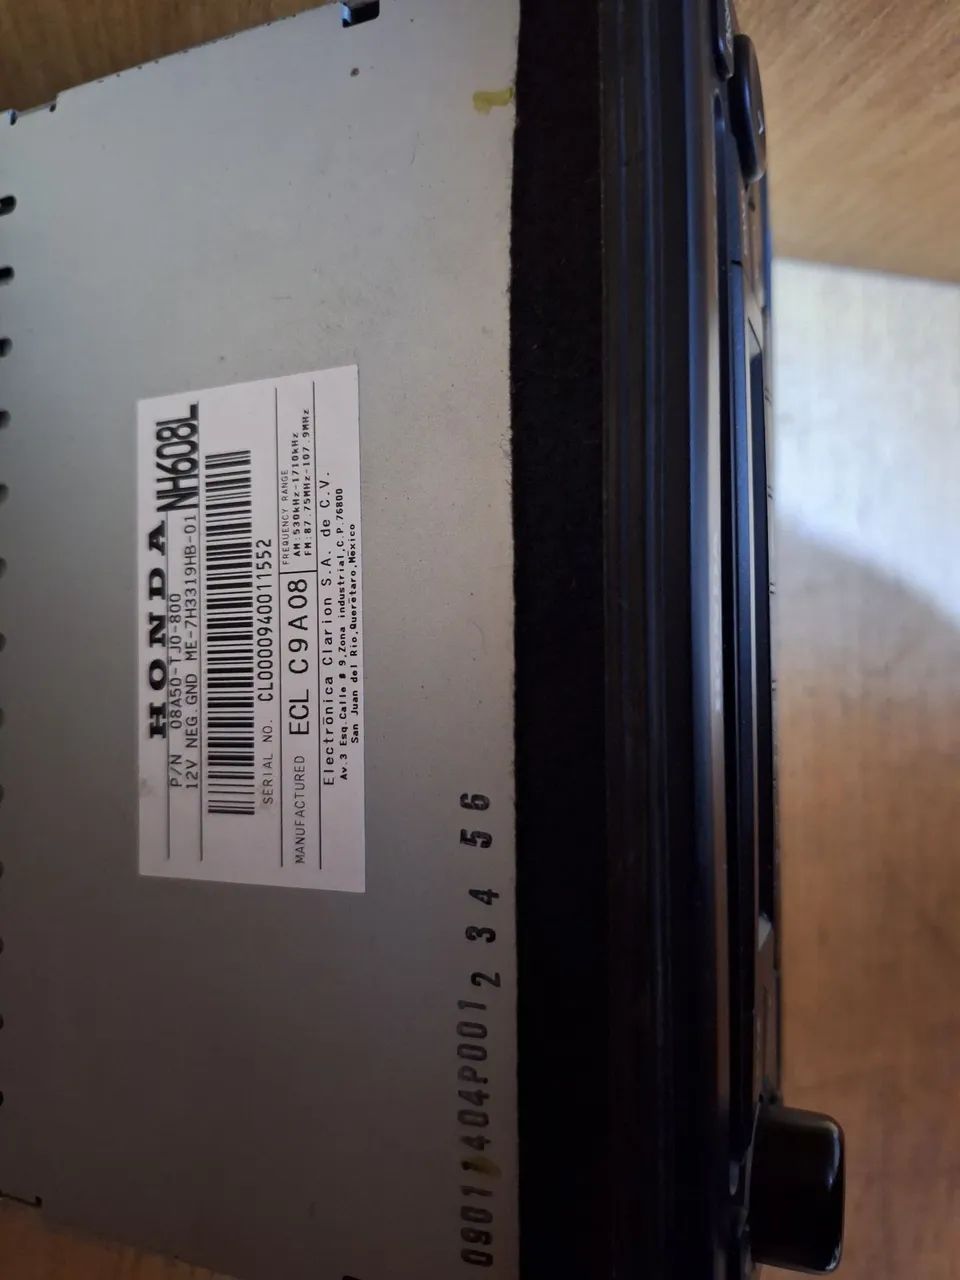 HONDA
P/N 08A50-TJ0-800
12V NEG.GND ME-7H3319HB-01
NH608L
SERIAL NO. CL0000940011552
MANUFACTURED ECL C9A08
FREQUENCY RANGE
AM:530kHz-1710kHz
FM:87.75MHz-107.9MHz
Electrónica Clarion S.A. de C.V.
Av.3 Esq.Calle # 9,Zona industrial,C.P.76800
San Juan del Rio,Querétaro,México
09011404P001 2 3 4 5 6